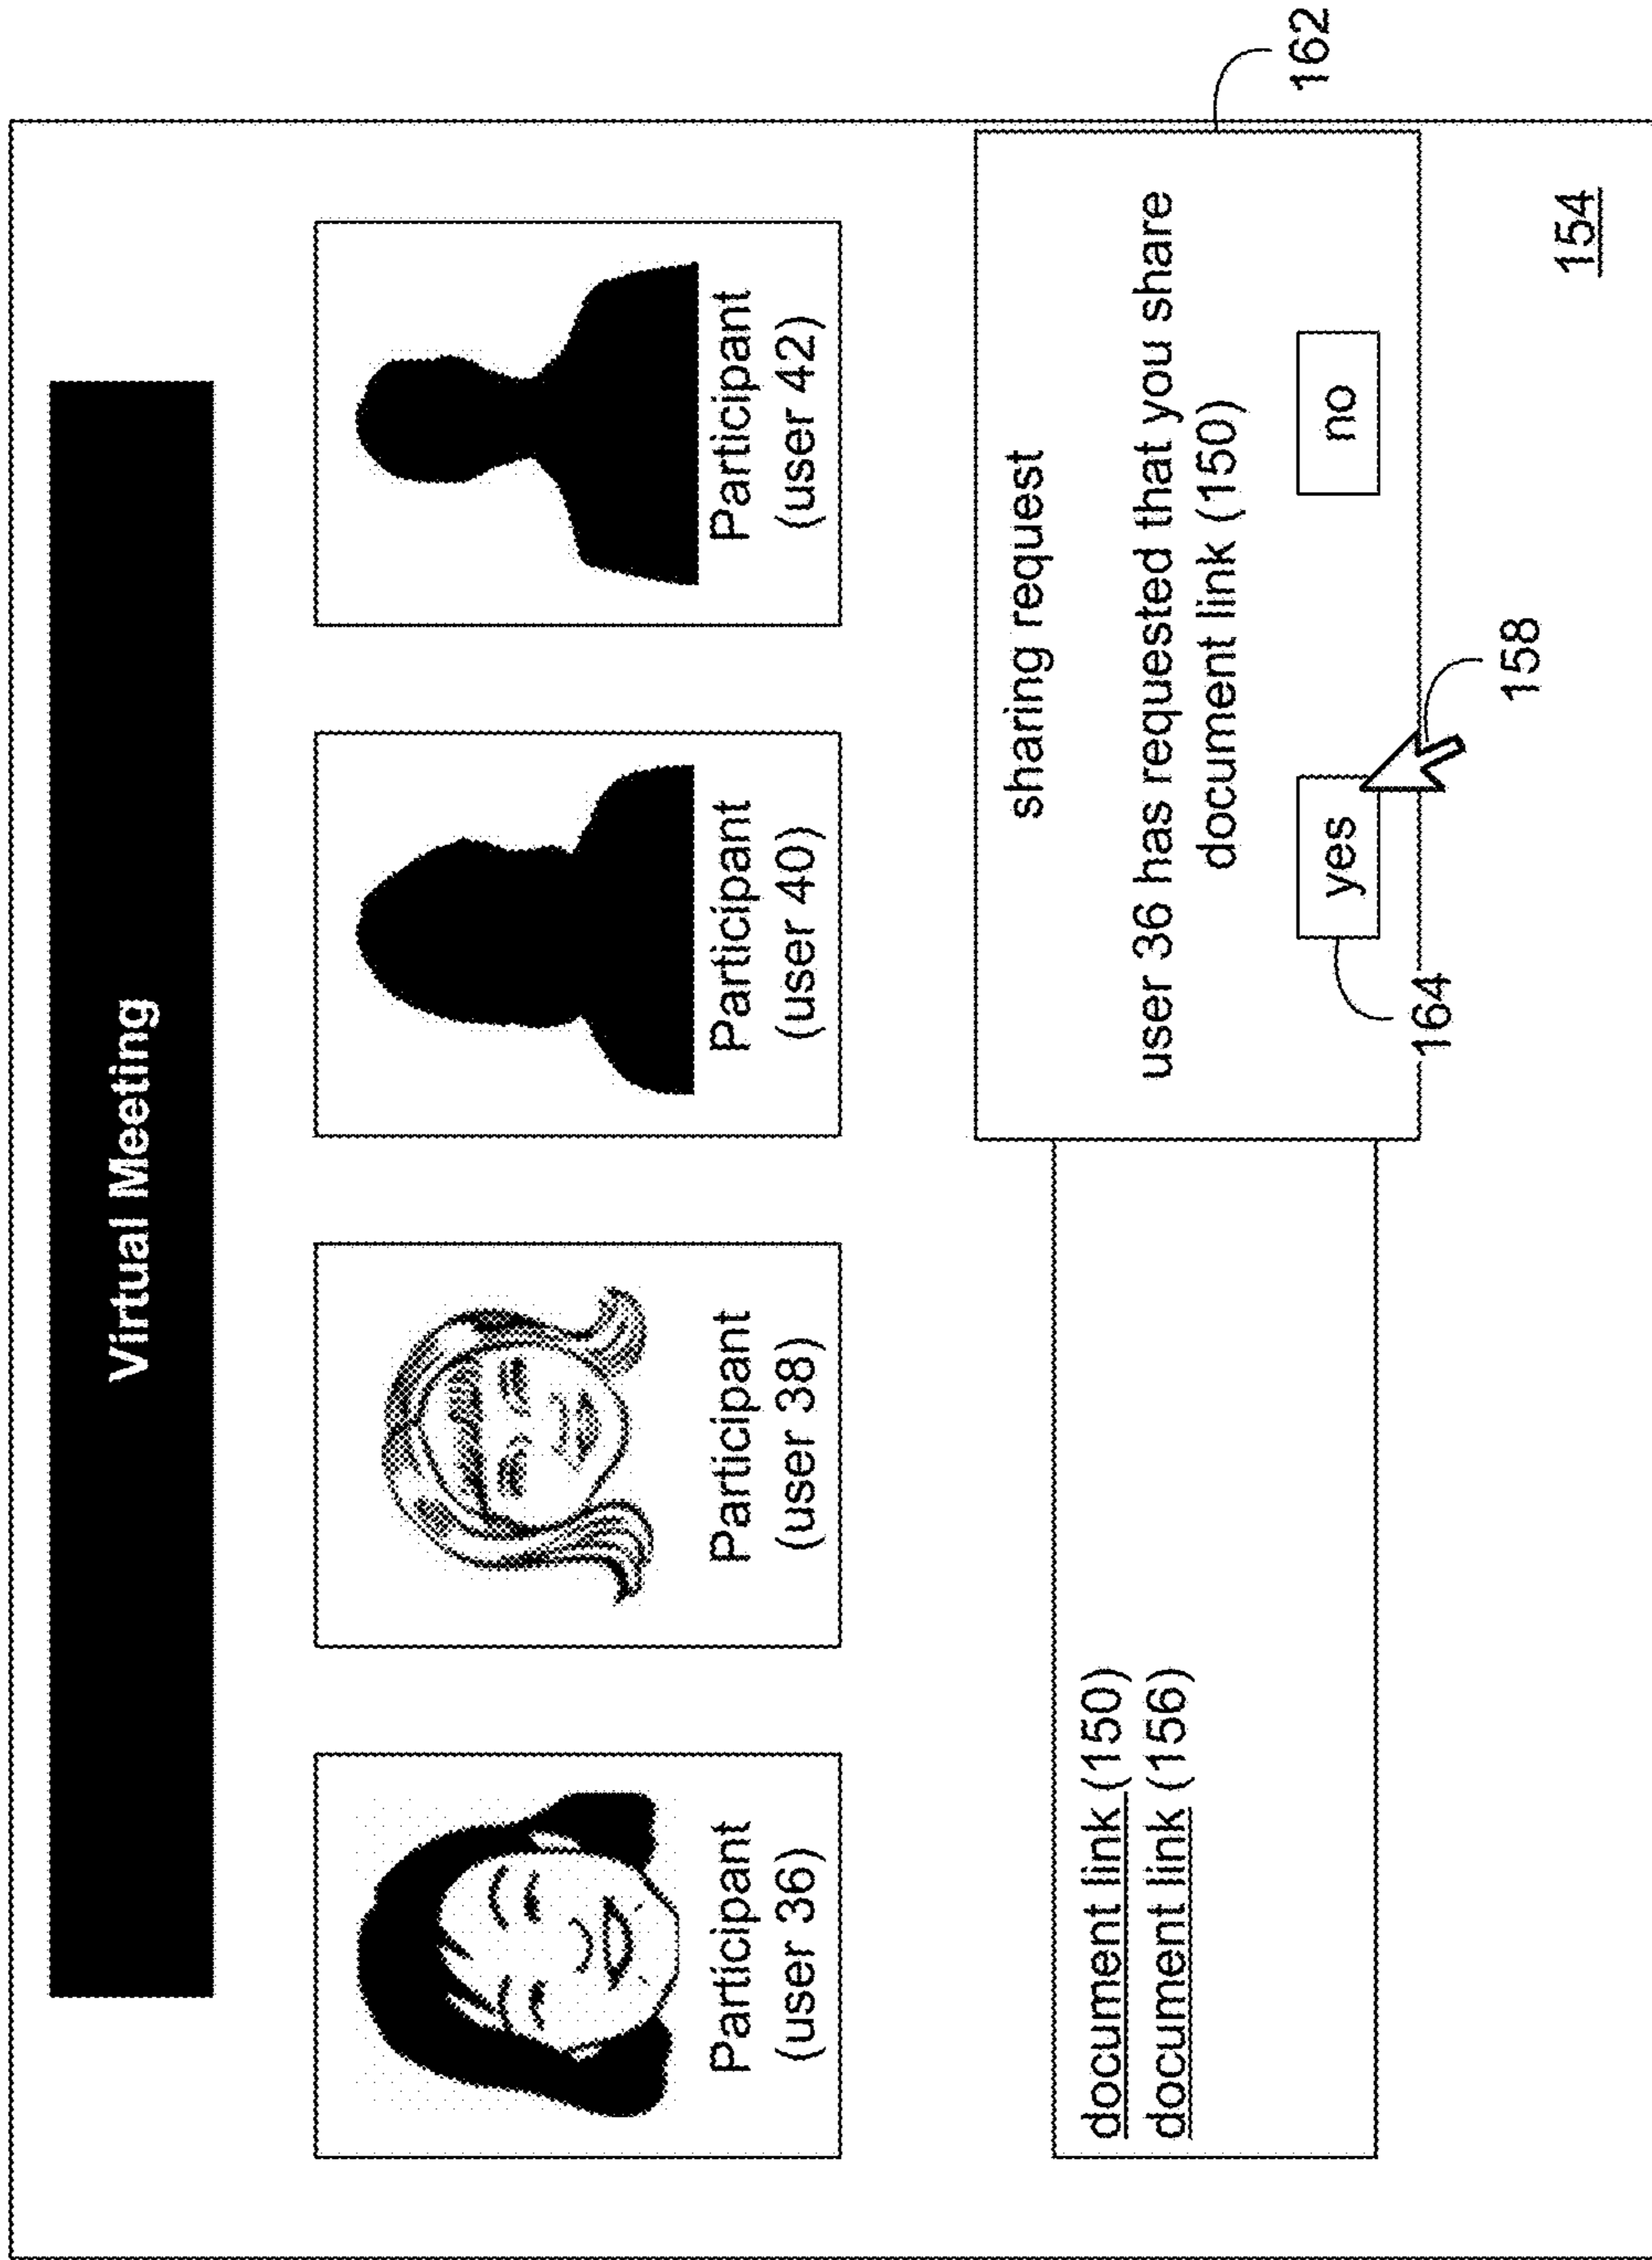 Virtual Meeting
Participant
(user 36)
Participant
(user 38)
Participant
(user 40)
Participant
(user 42)
document link (150)
document link (156)
sharing request
user 36 has requested that you share
document link (150)
yes
no
164
158
162
154